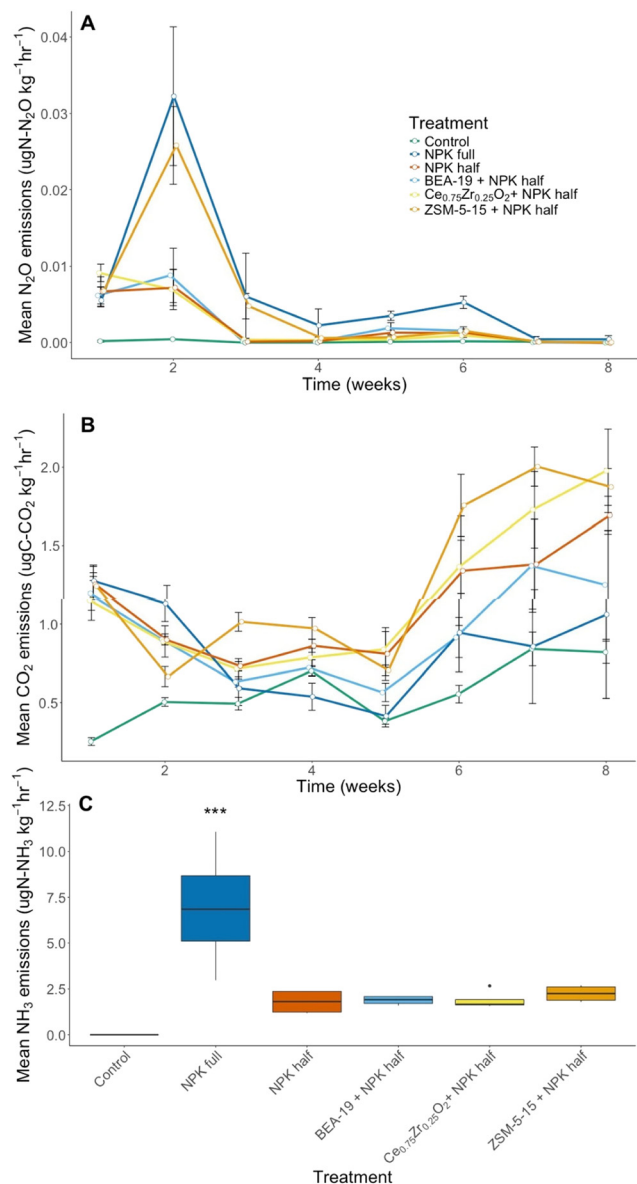 A
Mean N₂O emissions (ugN-N₂O kg⁻¹hr⁻¹)
0.04
0.03
0.02
0.01
0.00
Treatment
Control
NPK full
NPK half
BEA-19 + NPK half
Ce₀.₇₅Zr₀.₂₅O₂+ NPK half
ZSM-5-15 + NPK half
2
4
6
8
Time (weeks)
B
Mean CO₂ emissions (ugC-CO₂ kg⁻¹hr⁻¹)
2.0
1.5
1.0
0.5
2
4
6
8
Time (weeks)
C
Mean NH₃ emissions (ugN-NH₃ kg⁻¹hr⁻¹)
12.5
10.0
7.5
5.0
2.5
0.0
***
Control
NPK full
NPK half
BEA-19 + NPK half
Ce₀.₇₅Zr₀.₂₅O₂+ NPK half
ZSM-5-15 + NPK half
Treatment